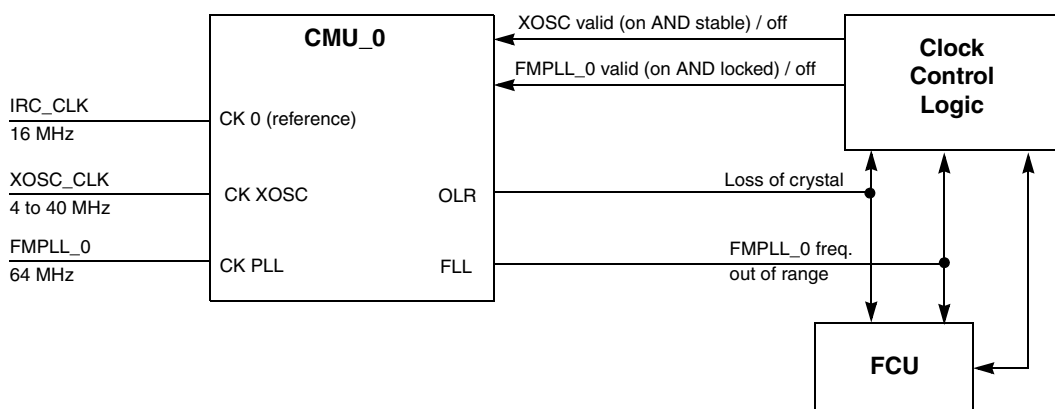 CMU_0
XOSC valid (on AND stable) / off
FMPLL_0 valid (on AND locked) / off
Clock
Control
Logic
IRC_CLK
16 MHz
CK 0 (reference)
XOSC_CLK
4 to 40 MHz
CK XOSC
OLR
Loss of crystal
FMPLL_0
64 MHz
CK PLL
FLL
FMPLL_0 freq.
out of range
FCU